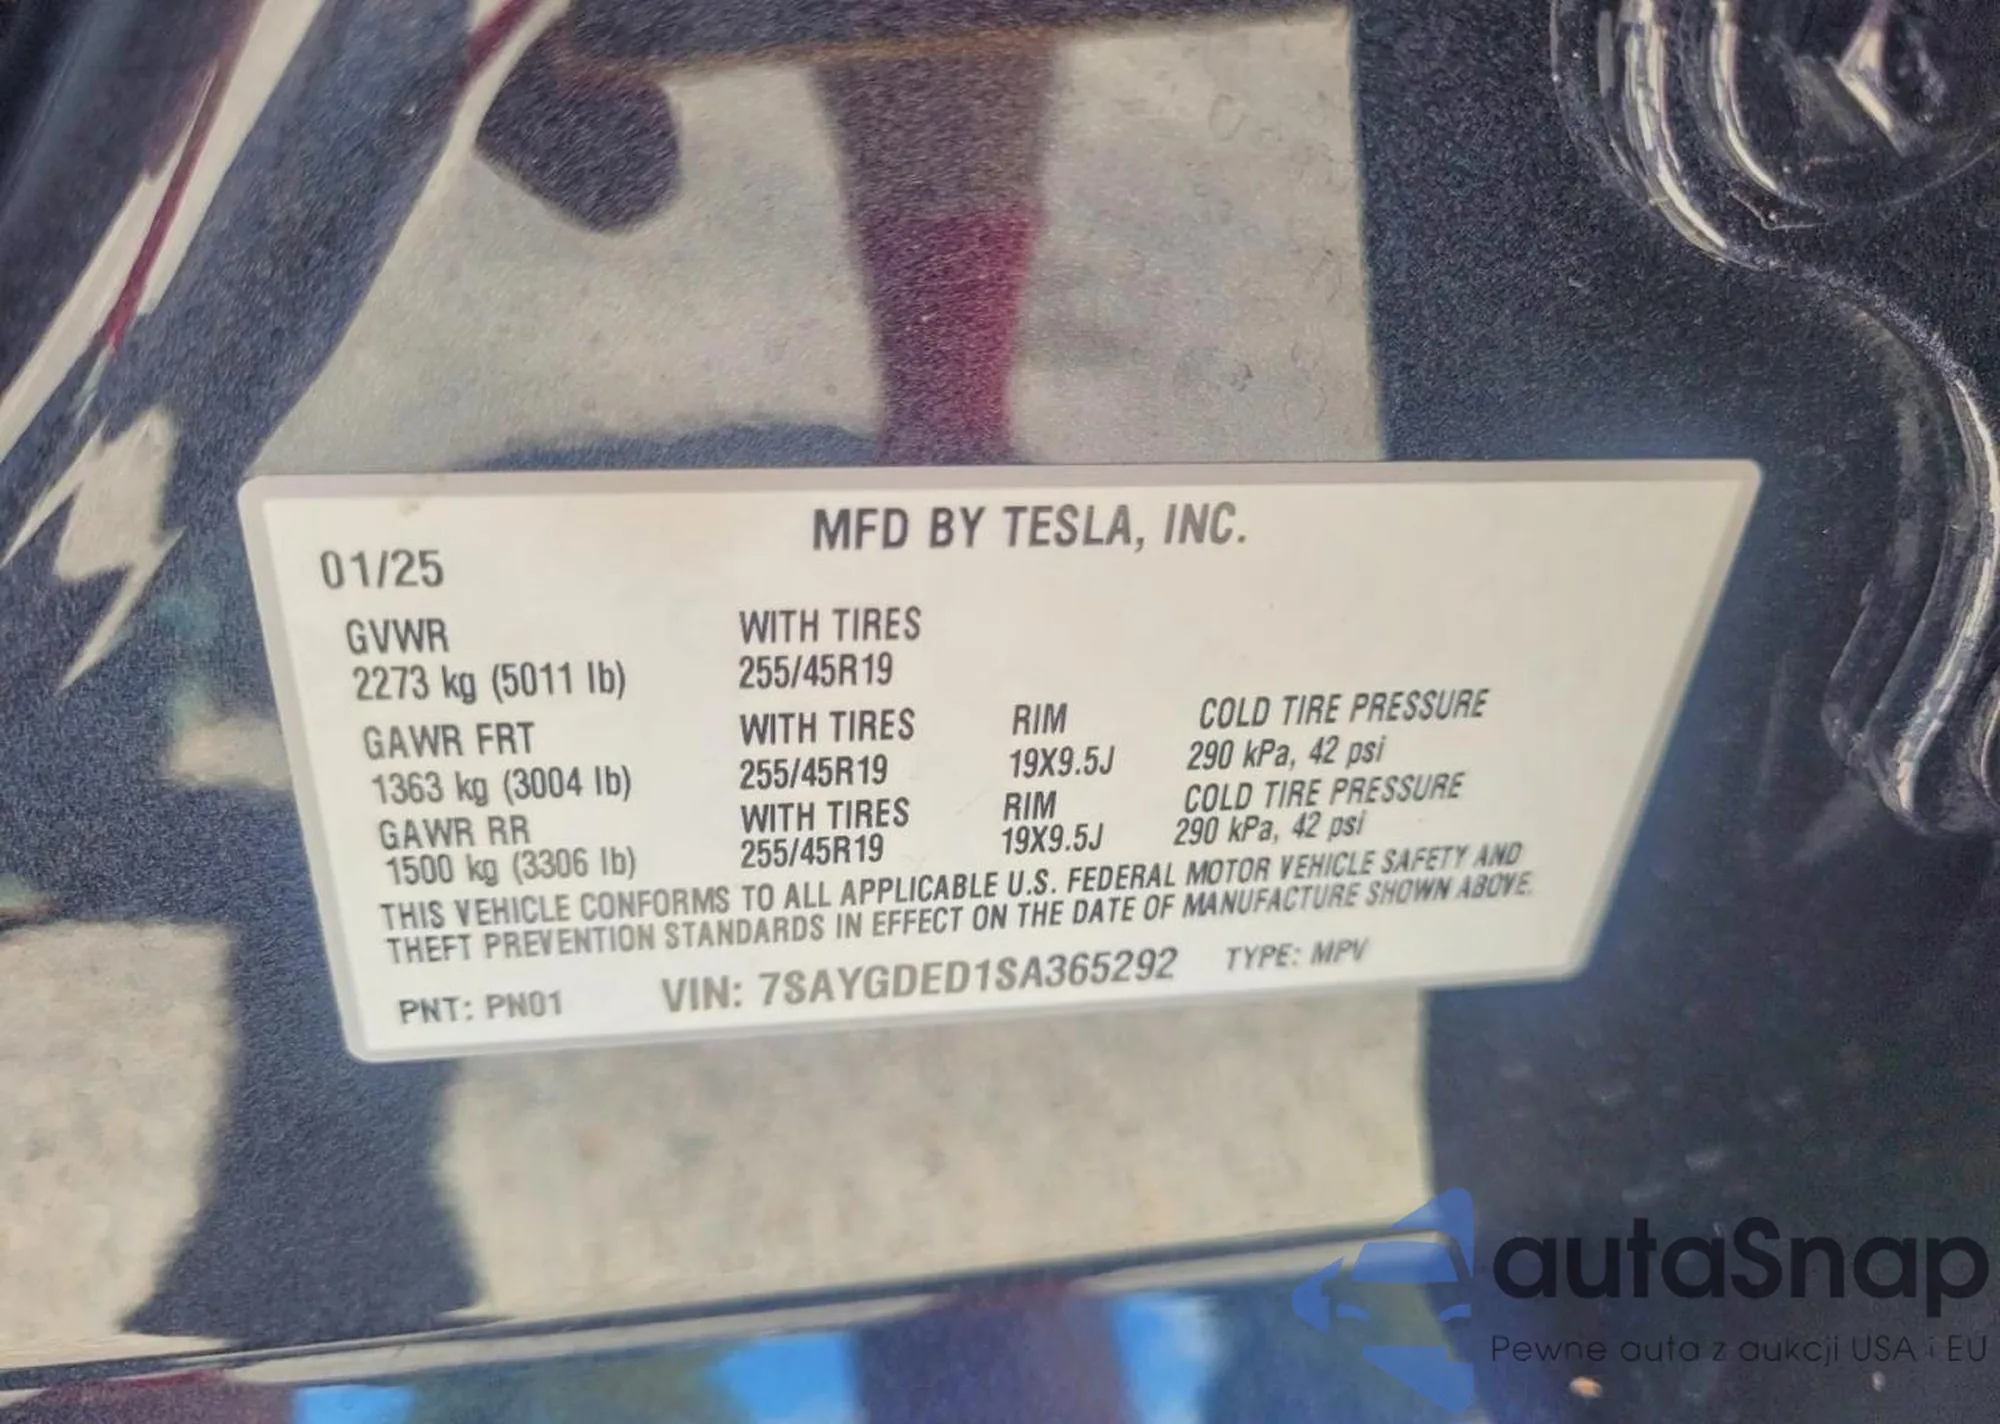 MFD BY TESLA, INC.
01/25
GVWR WITH TIRES
2273 kg (5011 lb) 255/45R19
GAWR FRT WITH TIRES RIM COLD TIRE PRESSURE
1363 kg (3004 lb) 255/45R19 19X9.5J 290 kPa, 42 psi
GAWR RR WITH TIRES RIM COLD TIRE PRESSURE
1500 kg (3306 lb) 255/45R19 19X9.5J 290 kPa, 42 psi
THIS VEHICLE CONFORMS TO ALL APPLICABLE U.S. FEDERAL MOTOR VEHICLE SAFETY AND
THEFT PREVENTION STANDARDS IN EFFECT ON THE DATE OF MANUFACTURE SHOWN ABOVE.
PNT: PN01 VIN: 7SAYGDED1SA365292 TYPE: MPV
autaSnap
Pewne auta z aukcji USA i EU